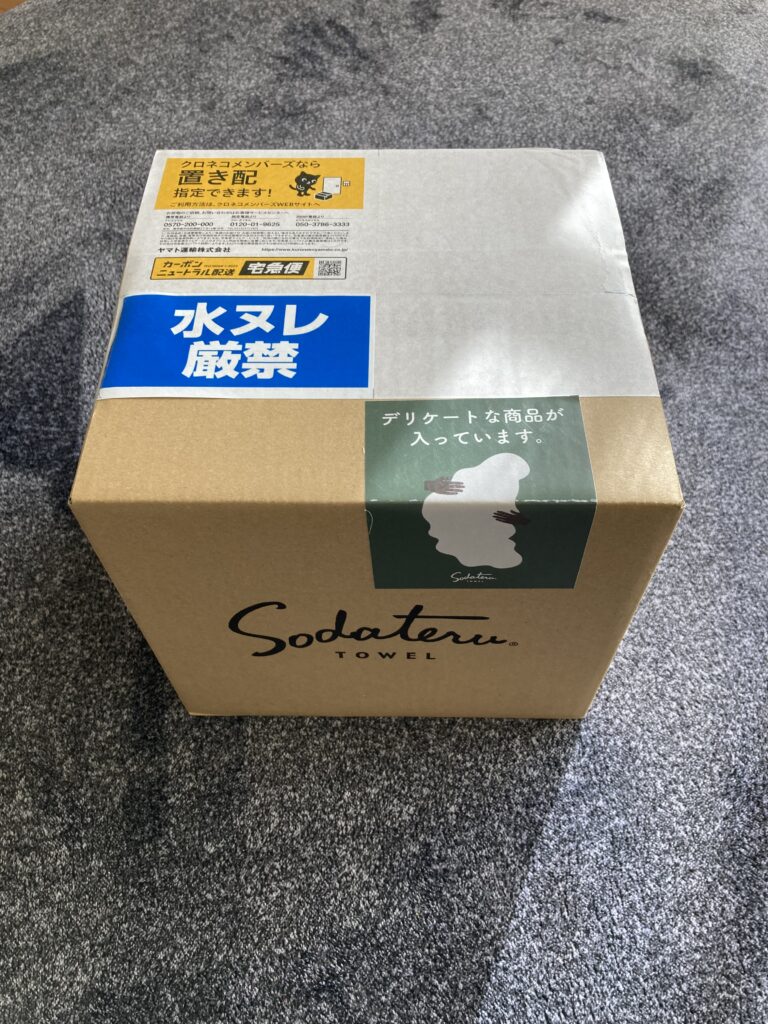 クロネコメンバーズなら
置き配
指定できます!
ご利用方法は、クロネコメンバーズWEBサイトへ
0570-200-000 0120-01-9625 050-3786-3333
ヤマト運輸株式会社
カーボン
ニュートラル配送 宅急便
水ヌレ
厳禁
デリケートな商品が
入っています。
Sodateru
TOWEL
Sodateru®
TOWEL